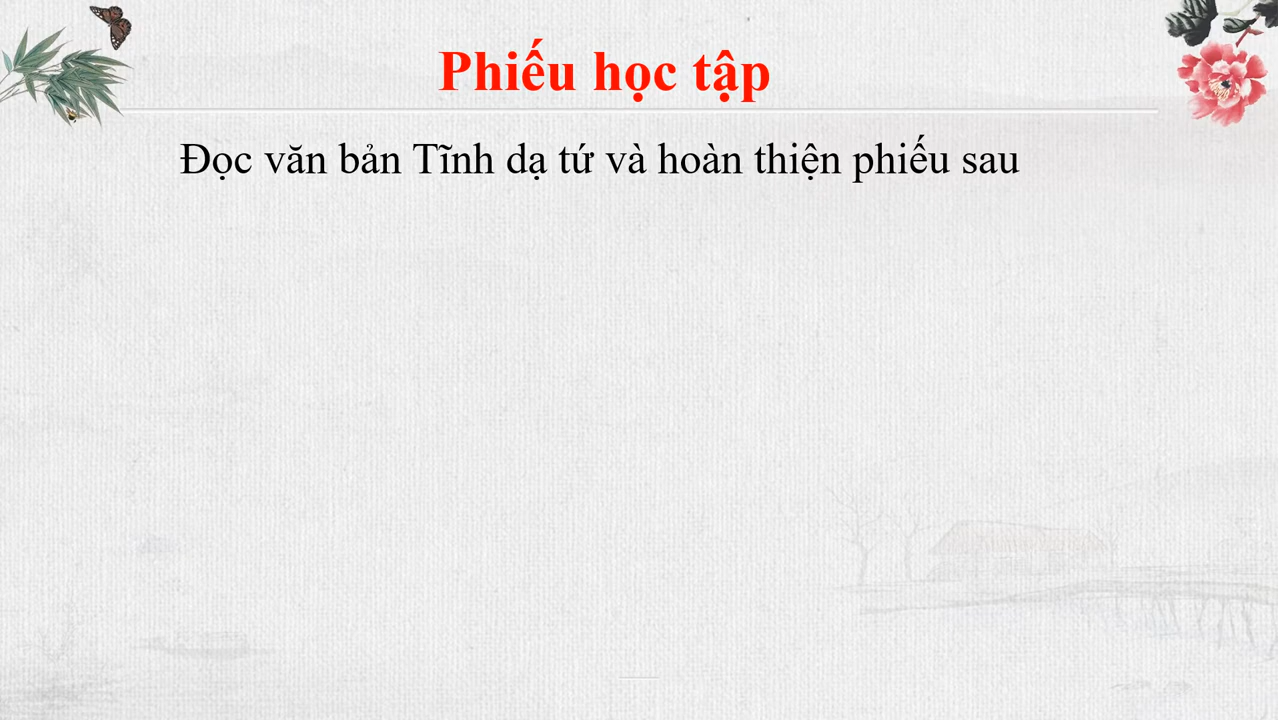 Phiếu học tập
Đọc văn bản Tĩnh dạ tứ và hoàn thiện phiếu sau